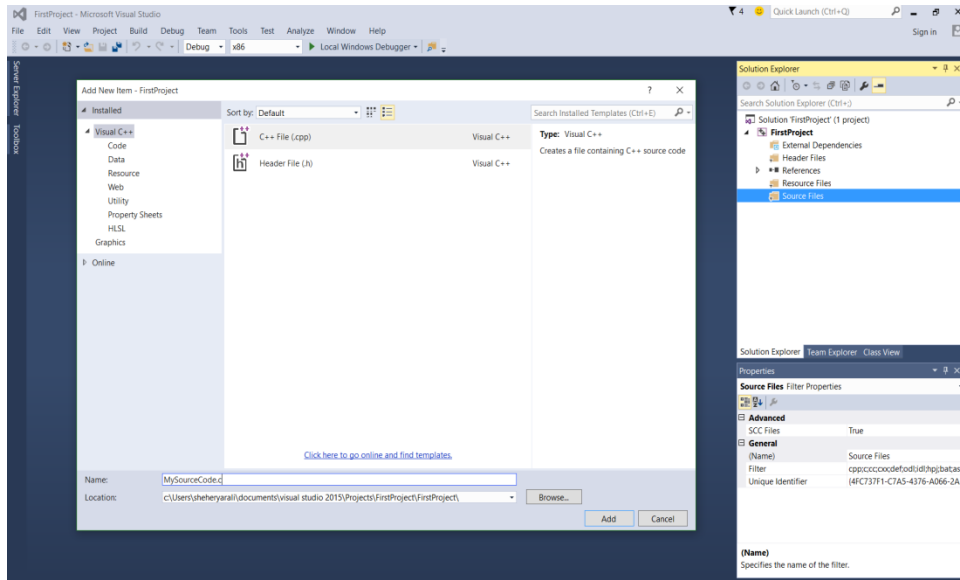 FirstProject - Microsoft Visual Studio
4
Quick Launch (Ctrl+Q)
File Edit View Project Build Debug Team Tools Test Analyze Window Help
Sign in
Debug x86 Local Windows Debugger
Server Explorer
Toolbox
Add New Item - FirstProject
? 
Installed
Sort by: Default
Search Installed Templates (Ctrl+E)
Visual C++
Code
Data
Resource
Web
Utility
Property Sheets
HLSL
Graphics
Online
C++ File (.cpp) Visual C++
Header File (.h) Visual C++
Type: Visual C++
Creates a file containing C++ source code
Click here to go online and find templates.
Name: MySourceCode.c
Location: c:\Users\sheheryarali\documents\visual studio 2015\Projects\FirstProject\FirstProject\
Browse...
Add Cancel
Solution Explorer
Search Solution Explorer (Ctrl+;)
Solution 'FirstProject' (1 project)
FirstProject
External Dependencies
Header Files
References
Resource Files
Source Files
Solution Explorer Team Explorer Class View
Properties
Source Files Filter Properties
Advanced
SCC Files True
General
(Name) Source Files
Filter
Unique Identifier {4FC737F1-C7A5-4376-A066-2A
(Name)
Specifies the name of the filter.